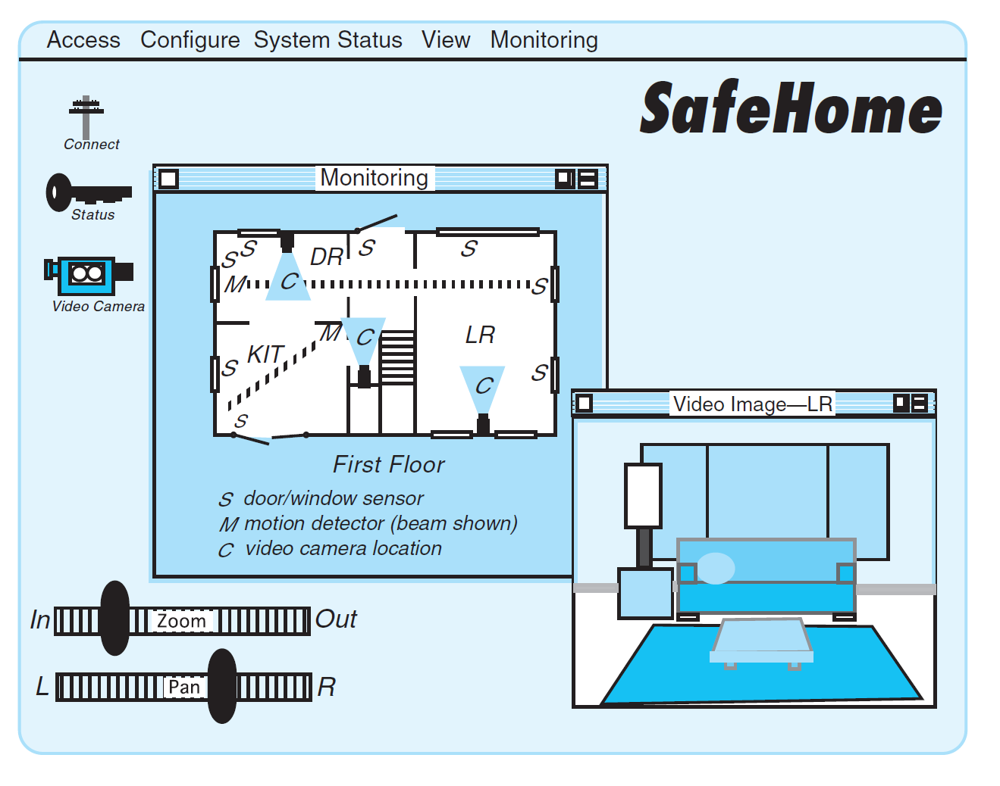 Access Configure System Status View Monitoring
SafeHome
Connect
Status
Video Camera
Monitoring
S S DR S S
M C S
M C LR
KIT
S C S
S
First Floor
S door/window sensor
M motion detector (beam shown)
C video camera location
Video Image—LR
In Zoom Out
L Pan R